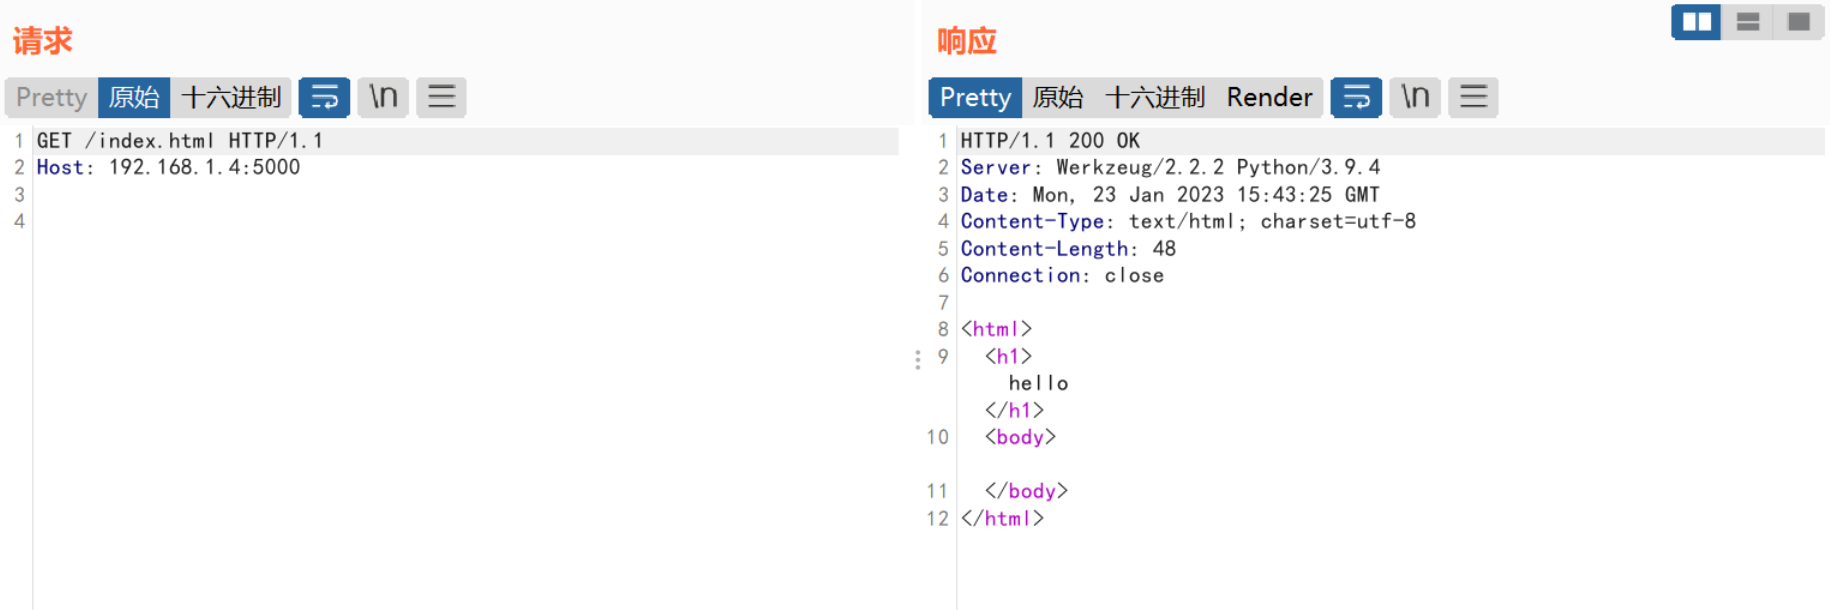 请求
Pretty 原始 十六进制 \n
1 GET /index.html HTTP/1.1
2 Host: 192.168.1.4:5000
3
4
响应
Pretty 原始 十六进制 Render \n
1 HTTP/1.1 200 OK
2 Server: Werkzeug/2.2.2 Python/3.9.4
3 Date: Mon, 23 Jan 2023 15:43:25 GMT
4 Content-Type: text/html; charset=utf-8
5 Content-Length: 48
6 Connection: close
7
8 <html>
9 <h1>
hello
</h1>
10 <body>
11 </body>
12 </html>